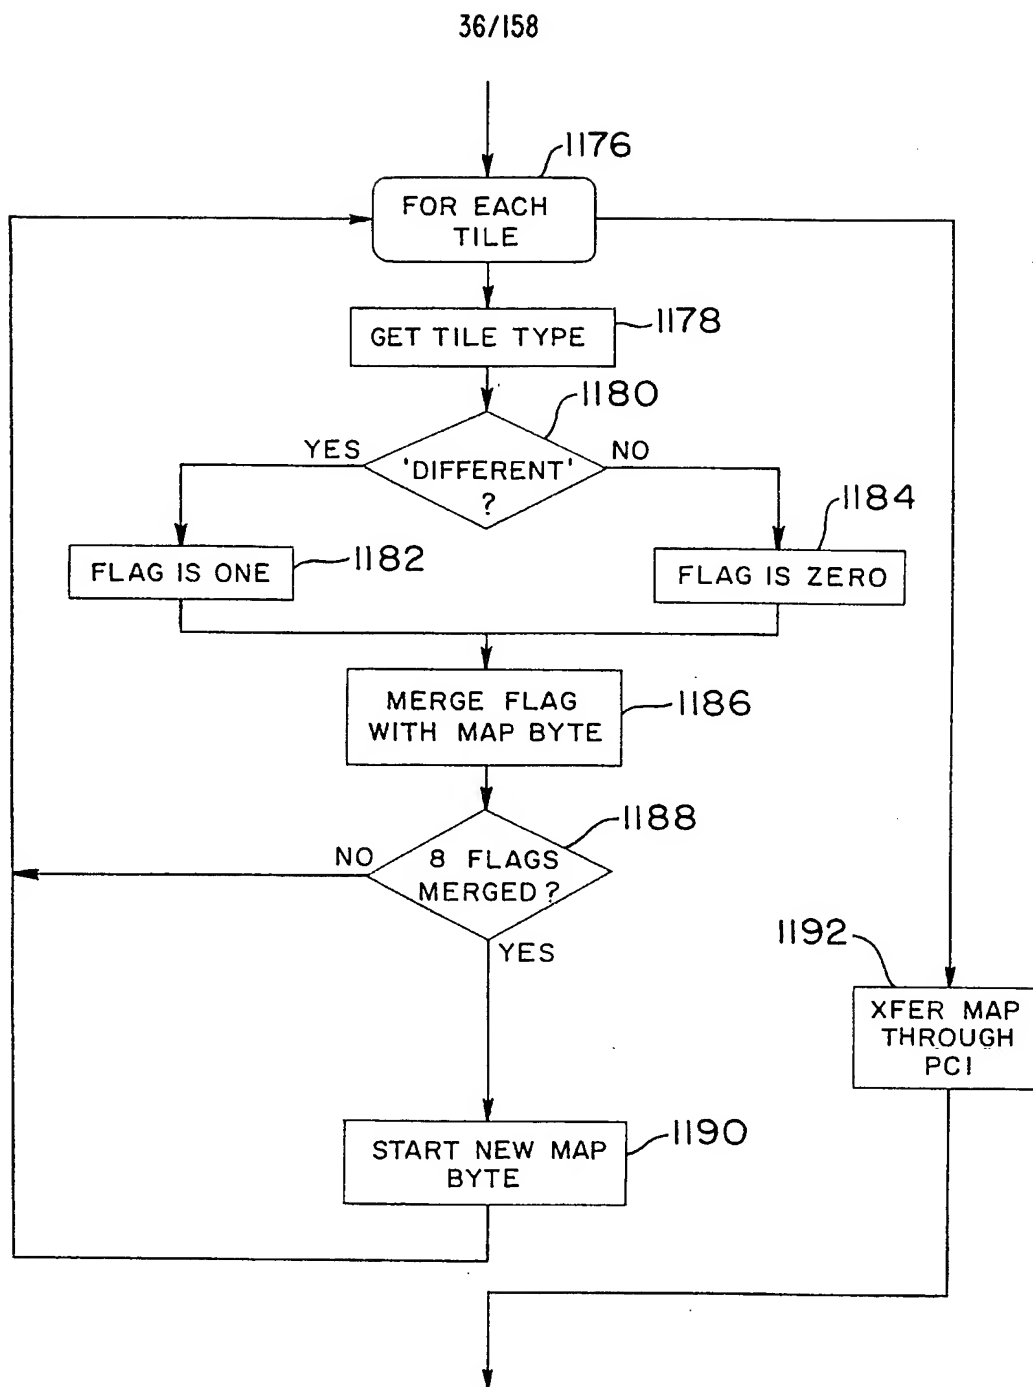 36/158
1176
FOR EACH
TILE
GET TILE TYPE
1178
1180
YES
NO
'DIFFERENT'
?
1182
1184
FLAG IS ONE
FLAG IS ZERO
MERGE FLAG
WITH MAP BYTE
1186
1188
NO
8 FLAGS
MERGED?
YES
1192
XFER MAP
THROUGH
PCI
START NEW MAP
BYTE
1190